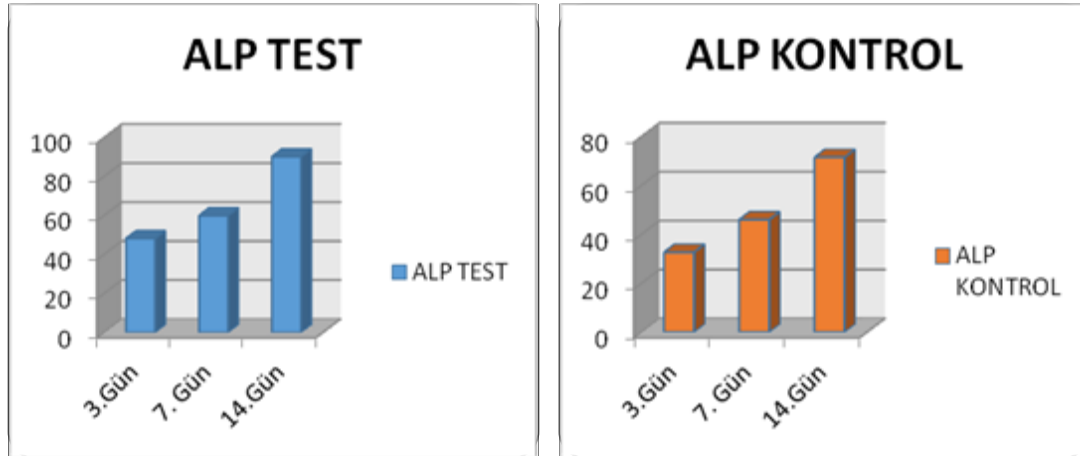 ALP TEST
100
80
60
40
20
0
3.Gün
7. Gün
14.Gün
ALP TEST
ALP KONTROL
80
60
40
20
0
3.Gün
7. Gün
14.Gün
ALP
KONTROL